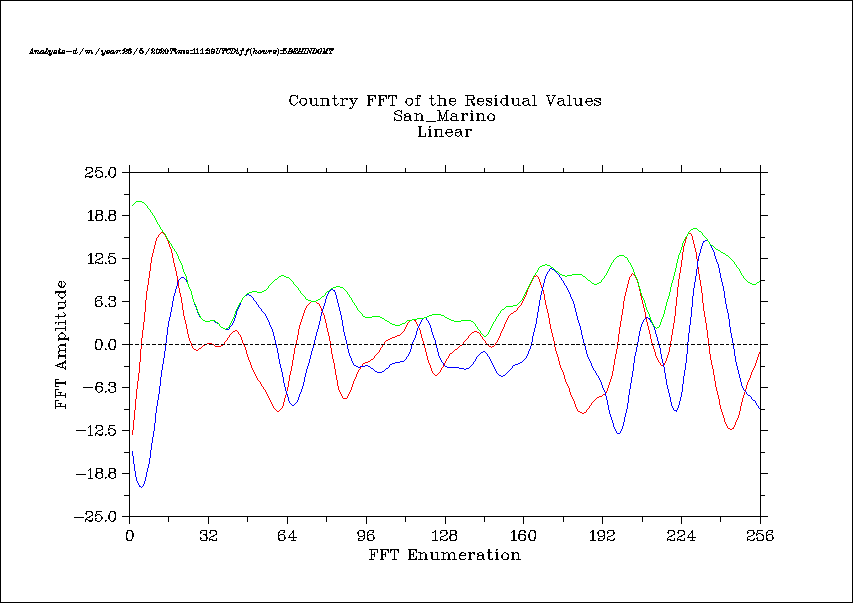 Country FFT of the Residual Values
San_Marino
Linear
FFT Amplitude
25.0
18.8
12.5
6.3
0.0
−6.3
−12.5
−18.8
−25.0
0 32 64 96 128 160 192 224 256
FFT Enumeration